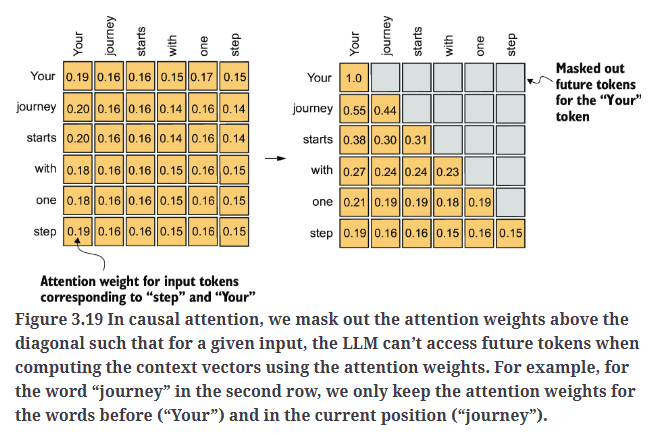 Your journey starts with one step
Your 0.19 0.16 0.16 0.15 0.17 0.15
journey 0.20 0.16 0.16 0.14 0.16 0.14
starts 0.20 0.16 0.16 0.14 0.16 0.14
with 0.18 0.16 0.16 0.15 0.16 0.15
one 0.18 0.16 0.16 0.15 0.16 0.15
step 0.19 0.16 0.16 0.15 0.16 0.15
Attention weight for input tokens
corresponding to “step” and “Your”
Your journey starts with one step
Your 1.0
journey 0.55 0.44
starts 0.38 0.30 0.31
with 0.27 0.24 0.24 0.23
one 0.21 0.19 0.19 0.18 0.19
step 0.19 0.16 0.16 0.15 0.16 0.15
Masked out
future tokens
for the “Your”
token
Figure 3.19 In causal attention, we mask out the attention weights above the
diagonal such that for a given input, the LLM can’t access future tokens when
computing the context vectors using the attention weights. For example, for
the word “journey” in the second row, we only keep the attention weights for
the words before (“Your”) and in the current position (“journey”).